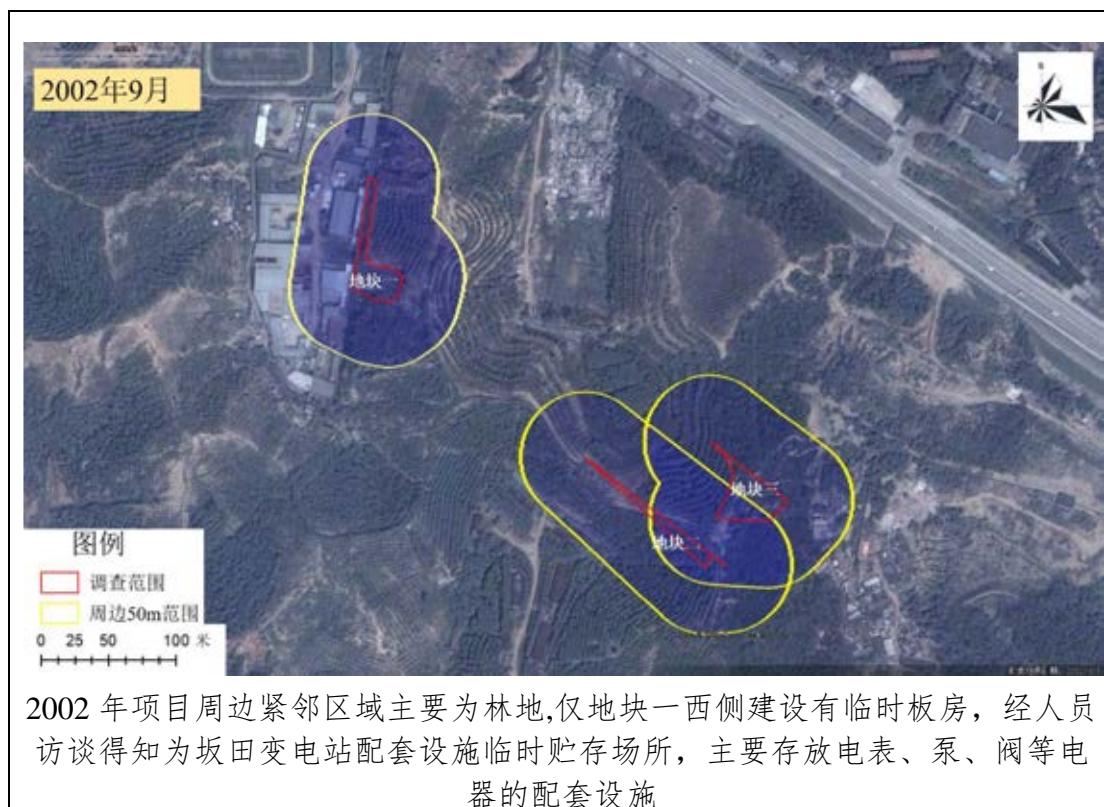 2002年9月
北
地块一
地块三
地块二
图例
调查范围
周边50m范围
0 25 50 100 米
2002 年项目周边紧邻区域主要为林地,仅地块一西侧建设有临时板房，经人员
访谈得知为坂田变电站配套设施临时贮存场所，主要存放电表、泵、阀等电
器的配套设施